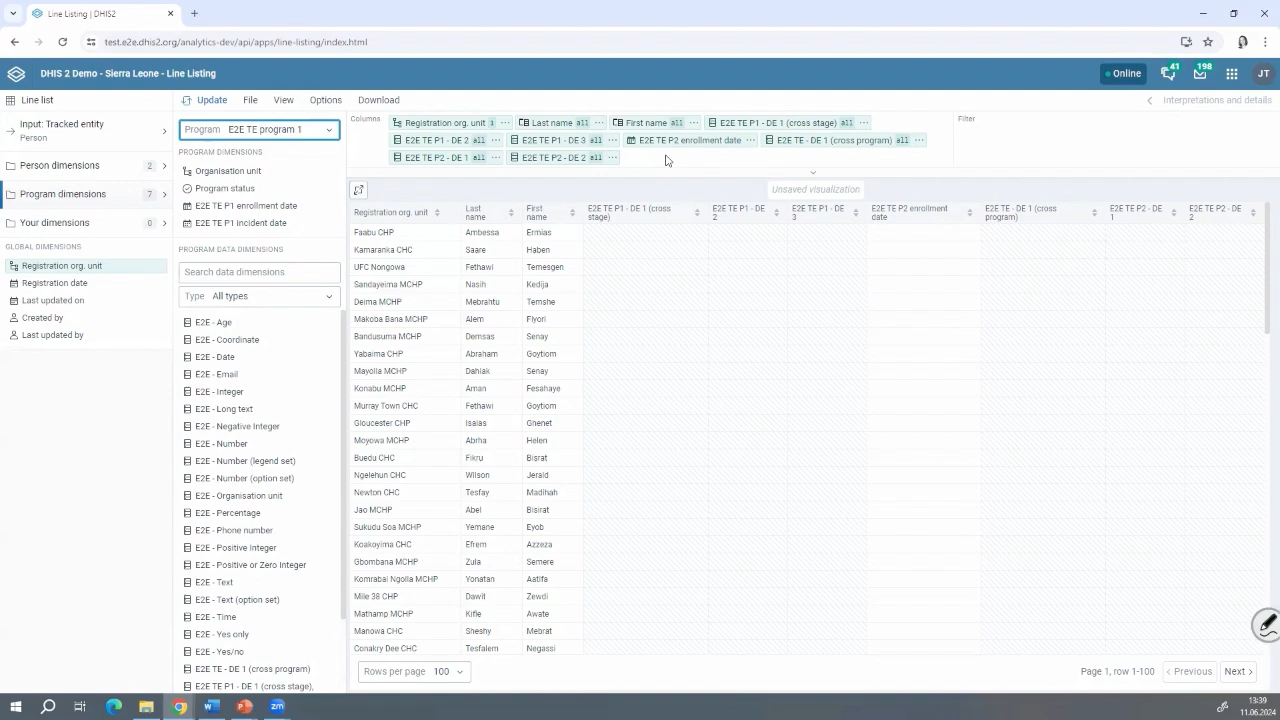 Line Listing | DHIS2
test.e2e.dhis2.org/analytics-dev/api/apps/line-listing/index.html
DHIS 2 Demo - Sierra Leone - Line Listing
Online
41
198
JT
Line list
Update
File
View
Options
Download
Interpretations and details
Input: Tracked entity
Person
Person dimensions 2
Program dimensions 7
Your dimensions 0
GLOBAL DIMENSIONS
Registration org. unit
Registration date
Last updated on
Created by
Last updated by
Program E2E TE program 1
PROGRAM DIMENSIONS
Organisation unit
Program status
E2E TE P1 enrollment date
E2E TE P1 incident date
PROGRAM DATA DIMENSIONS
Search data dimensions
Type All types
E2E - Age
E2E - Coordinate
E2E - Date
E2E - Email
E2E - Integer
E2E - Long text
E2E - Negative Integer
E2E - Number
E2E - Number (legend set)
E2E - Number (option set)
E2E - Organisation unit
E2E - Percentage
E2E - Phone number
E2E - Positive Integer
E2E - Positive or Zero Integer
E2E - Text
E2E - Text (option set)
E2E - Time
E2E - Yes only
E2E - Yes/no
E2E TE - DE 1 (cross program)
E2E TE P1 - DE 1 (cross stage),
Columns
Registration org. unit 1 ··· Last name all ··· First name all ··· E2E TE P1 - DE 1 (cross stage) all ···
E2E TE P1 - DE 2 all ··· E2E TE P1 - DE 3 all ··· E2E TE P2 enrollment date ··· E2E TE - DE 1 (cross program) all ···
E2E TE P2 - DE 1 all ··· E2E TE P2 - DE 2 all ···
Filter
Unsaved visualization
Registration org. unit
Last name
First name
E2E TE P1 - DE 1 (cross stage)
E2E TE P1 - DE 2
E2E TE P1 - DE 3
E2E TE P2 enrollment date
E2E TE - DE 1 (cross program)
E2E TE P2 - DE 1
E2E TE P2 - DE 2
Faabu CHP Ambessa Ermias
Kamaranka CHC Saare Haben
UFC Nongowa Fethawi Temesgen
Sandayeima MCHP Nasih Kedija
Deima MCHP Mebrahtu Temshe
Makoba Bana MCHP Alem Fiyori
Bandusuma MCHP Demsas Senay
Yabaima CHP Abraham Goytiom
Mayolla MCHP Dahlak Senay
Konabu MCHP Aman Fesahaye
Murray Town CHC Fethawi Goytiom
Gloucester CHP Isaias Ghenet
Moyowa MCHP Abrha Helen
Buedu CHC Fikru Bisrat
Ngelehun CHC Wilson Jerald
Newton CHC Tesfay Madihah
Jao MCHP Abel Bisirat
Sukudu Soa MCHP Yemane Eyob
Koakoyima CHC Efrem Azzeza
Gbombana MCHP Zula Semere
Komrabai Ngolla MCHP Yonatan Aatifa
Mile 38 CHP Dawit Zewdi
Mathamp MCHP Kifle Awate
Manowa CHC Sheshy Mebrat
Conakry Dee CHC Tesfalem Negassi
Rows per page 100
Page 1, row 1-100
Previous
Next
13:39
11.06.2024